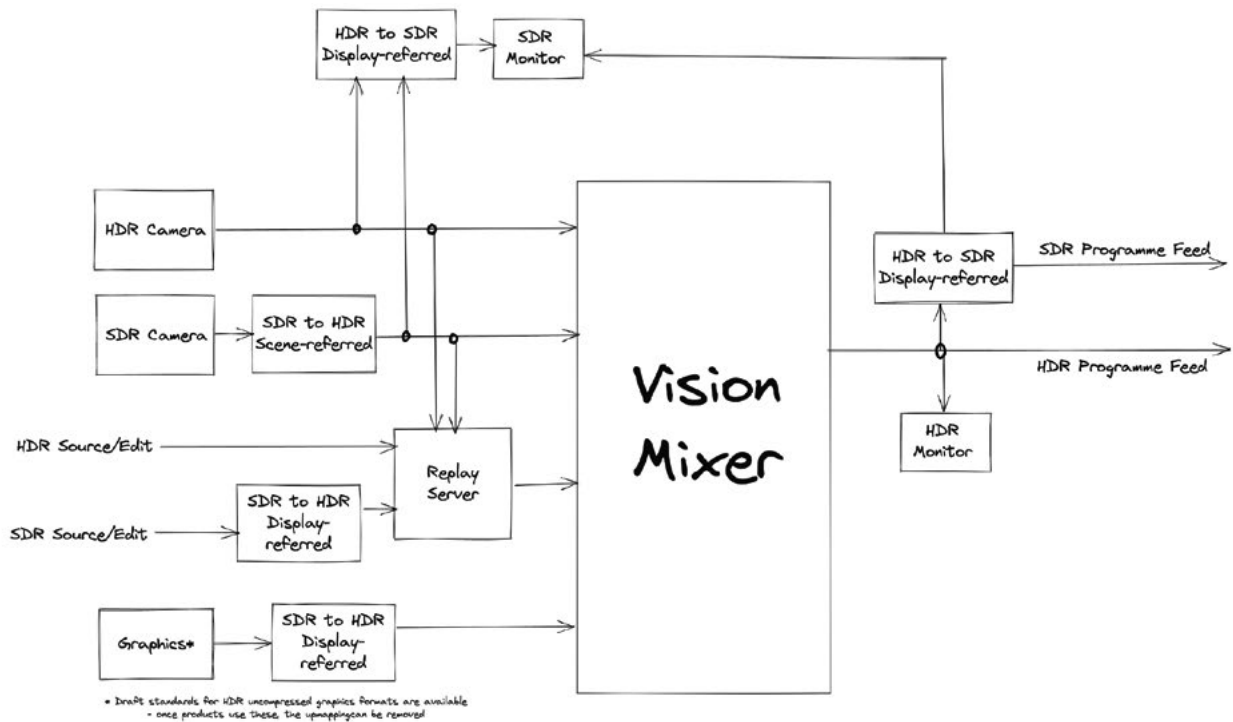 HDR to SDR
Display-referred
SDR
Monitor
HDR Camera
SDR Camera
SDR to HDR
Scene-referred
HDR Source/Edit
SDR Source/Edit
SDR to HDR
Display-
referred
Replay
Server
Graphics*
SDR to HDR
Display-
referred
* Draft standards for HDR uncompressed graphics formats are available
- once products use these, the upmappingcan be removed
Vision
Mixer
HDR to SDR
Display-referred
SDR Programme Feed
HDR Programme Feed
HDR
Monitor